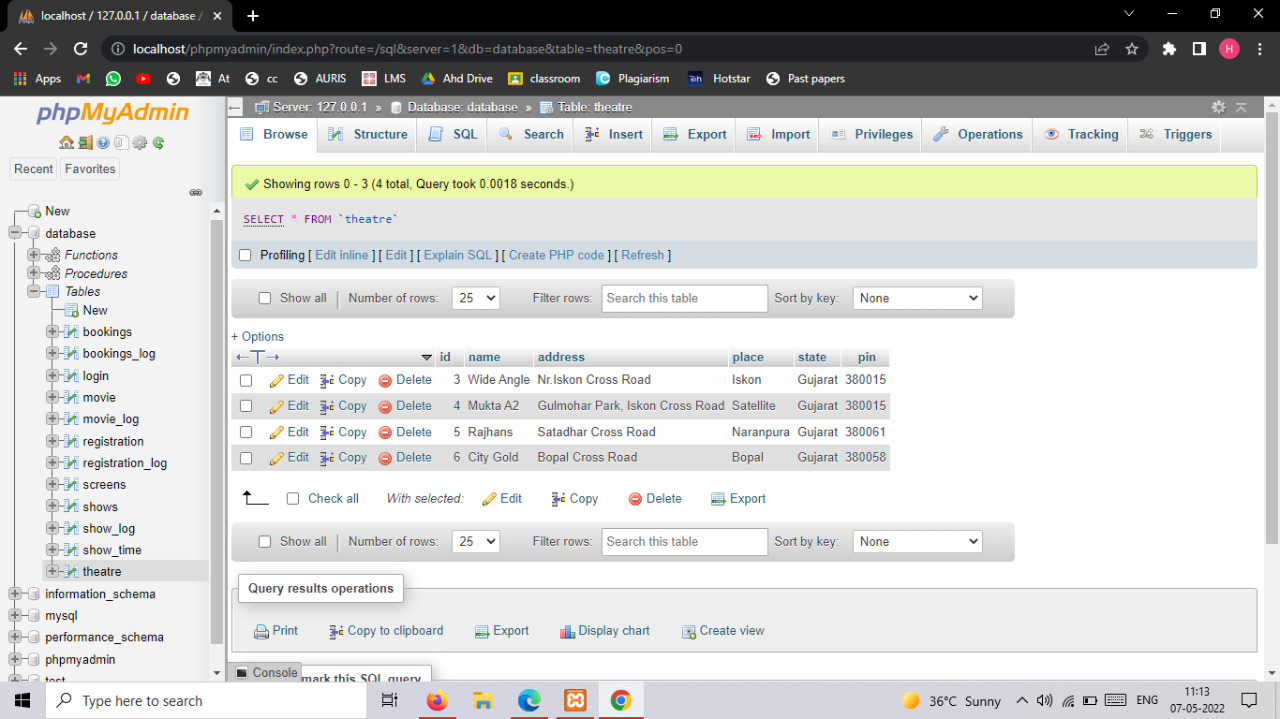 localhost / 127.0.0.1 / database /
localhost/phpmyadmin/index.php?route=/sql&server=1&db=database&table=theatre&pos=0
H
Apps At cc AURIS LMS Ahd Drive classroom Plagiarism Hotstar Past papers
phpMyAdmin
Recent Favorites
New
database
Functions
Procedures
Tables
New
bookings
bookings_log
login
movie
movie_log
registration
registration_log
screens
shows
show_log
show_time
theatre
information_schema
mysql
performance_schema
phpmyadmin
test
Server: 127.0.0.1 » Database: database » Table: theatre
Browse Structure SQL Search Insert Export Import Privileges Operations Tracking Triggers
Showing rows 0 - 3 (4 total, Query took 0.0018 seconds.)
SELECT * FROM `theatre`
Profiling [ Edit inline ] [ Edit ] [ Explain SQL ] [ Create PHP code ] [ Refresh ]
Show all | Number of rows: 25 Filter rows: Search this table Sort by key: None
+ Options
←T→ id name address place state pin
Edit Copy Delete 3 Wide Angle Nr.Iskon Cross Road Iskon Gujarat 380015
Edit Copy Delete 4 Mukta A2 Gulmohar Park, Iskon Cross Road Satellite Gujarat 380015
Edit Copy Delete 5 Rajhans Satadhar Cross Road Naranpura Gujarat 380061
Edit Copy Delete 6 City Gold Bopal Cross Road Bopal Gujarat 380058
Check all With selected: Edit Copy Delete Export
Show all | Number of rows: 25 Filter rows: Search this table Sort by key: None
Query results operations
Print Copy to clipboard Export Display chart Create view
Console mark this SQL query
Type here to search
36°C Sunny
ENG
11:13
07-05-2022